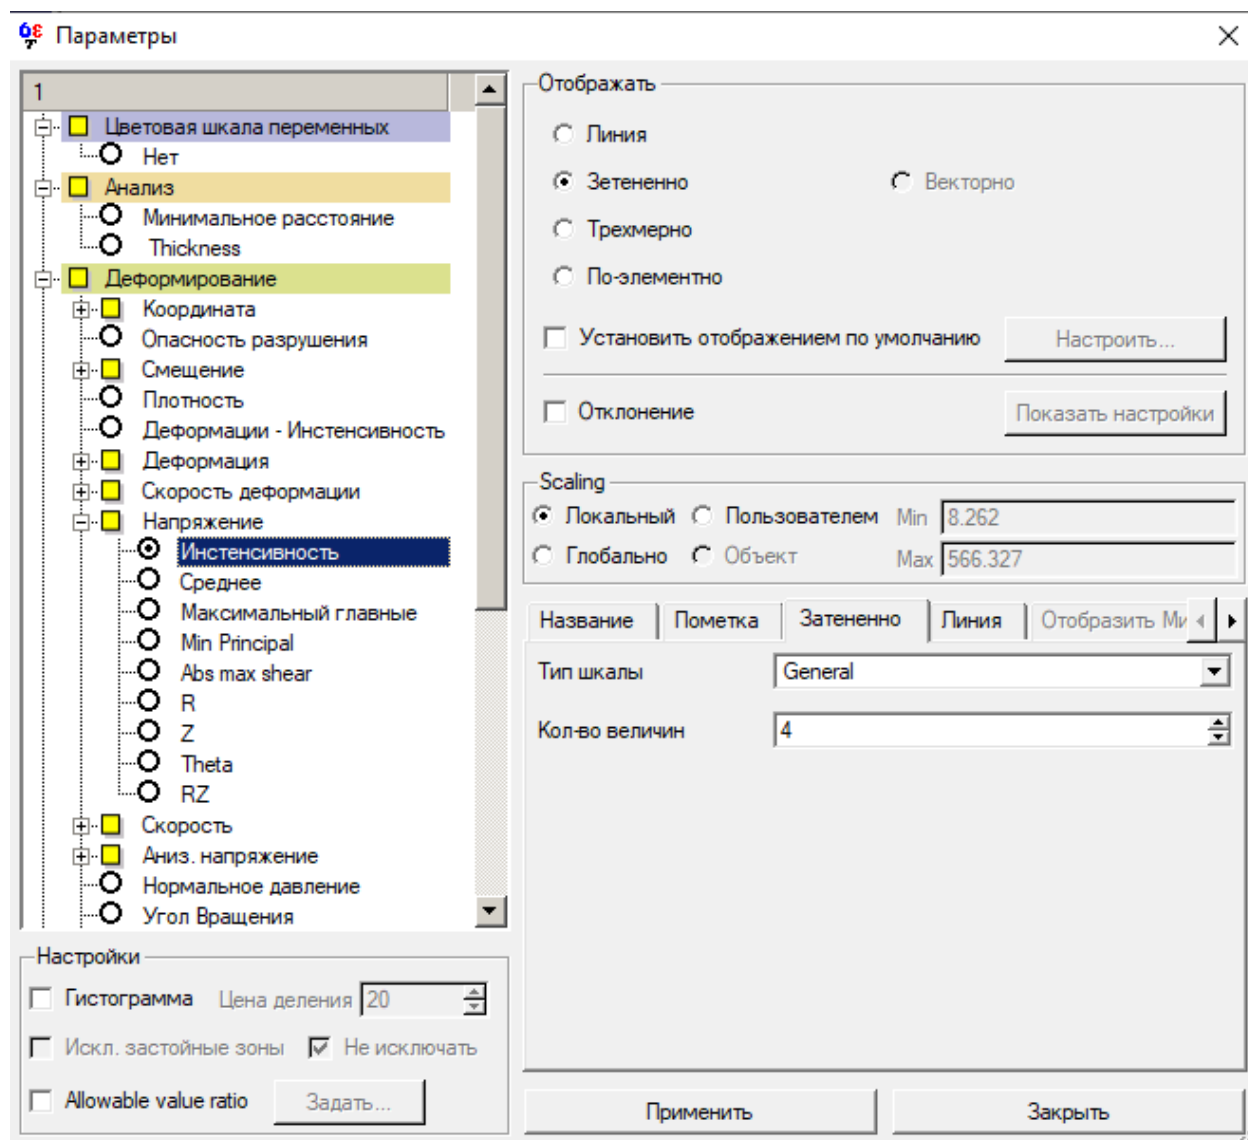 Параметры
1
Цветовая шкала переменных
Нет
Анализ
Минимальное расстояние
Thickness
Деформирование
Координата
Опасность разрушения
Смещение
Плотность
Деформации - Инстенсивность
Деформация
Скорость деформации
Напряжение
Инстенсивность
Среднее
Максимальный главные
Min Principal
Abs max shear
R
Z
Theta
RZ
Скорость
Аниз. напряжение
Нормальное давление
Угол Вращения
Настройки
Гистограмма Цена деления 20
Искл. застойные зоны Не исключать
Allowable value ratio Задать...
Отображать
Линия
Зетененно Векторно
Трехмерно
По-элементно
Установить отображением по умолчанию Настроить...
Отклонение Показать настройки
Scaling
Локальный Пользователем Min 8.262
Глобально Объект Max 566.327
Название Пометка Затененно Линия Отобразить Ми
Тип шкалы General
Кол-во величин 4
Применить Закрыть